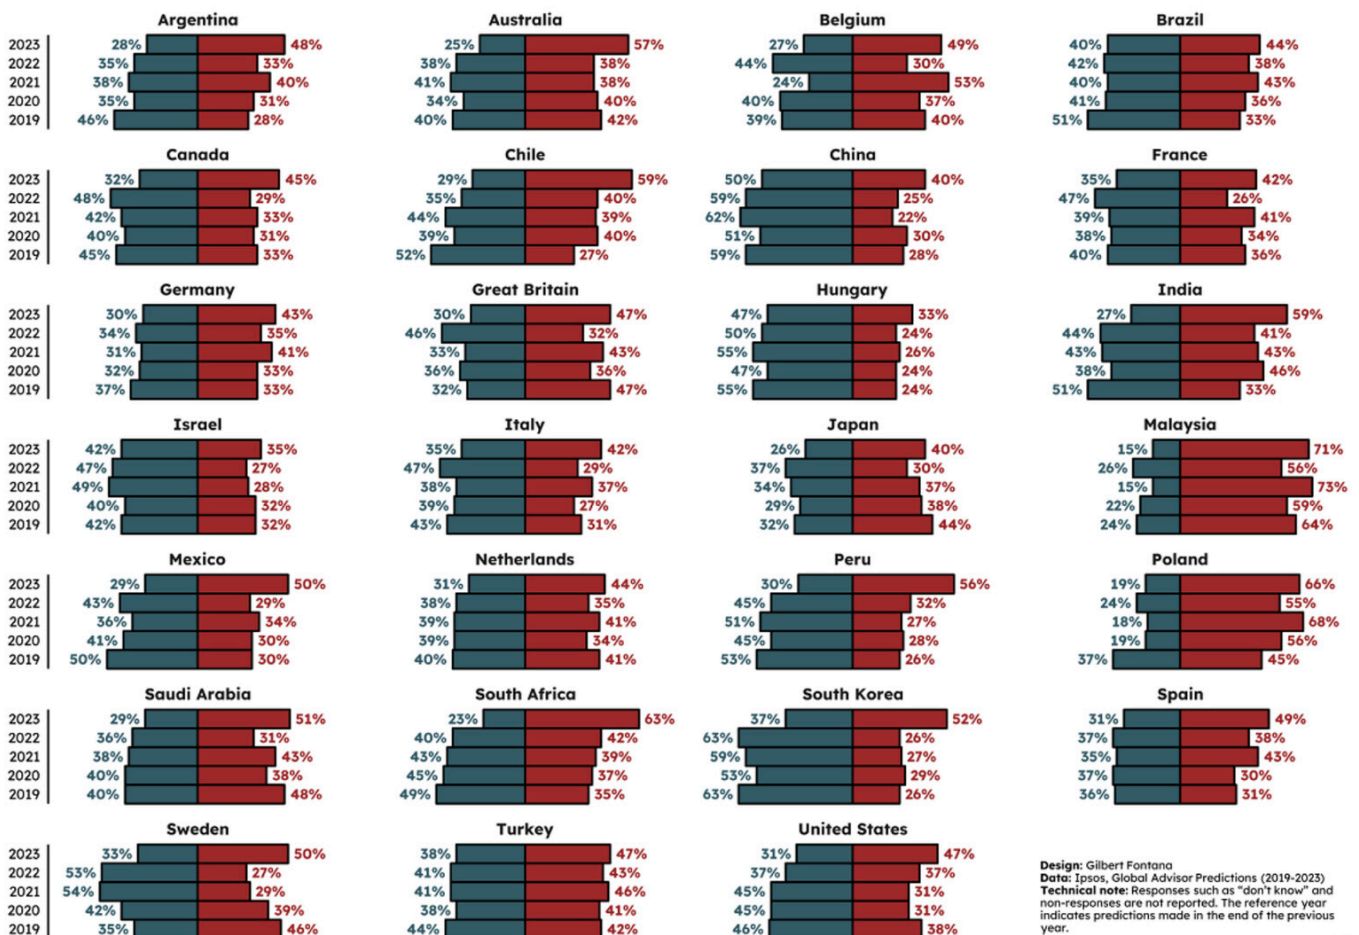 Argentina Australia Belgium Brazil
2023 28% 48% 25% 57% 27% 49% 40% 44%
2022 35% 33% 38% 38% 44% 30% 42% 38%
2021 38% 40% 41% 38% 24% 53% 40% 43%
2020 35% 31% 34% 40% 40% 37% 41% 36%
2019 46% 28% 40% 42% 39% 40% 51% 33%
Canada Chile China France
2023 32% 45% 29% 59% 50% 40% 35% 42%
2022 48% 29% 35% 40% 59% 25% 47% 26%
2021 42% 33% 44% 39% 62% 22% 39% 41%
2020 40% 31% 39% 40% 51% 30% 38% 34%
2019 45% 33% 52% 27% 59% 28% 40% 36%
Germany Great Britain Hungary India
2023 30% 43% 30% 47% 47% 33% 27% 59%
2022 34% 35% 46% 32% 50% 24% 44% 41%
2021 31% 41% 33% 43% 55% 26% 43% 43%
2020 32% 33% 36% 36% 47% 24% 38% 46%
2019 37% 33% 32% 47% 55% 24% 51% 33%
Israel Italy Japan Malaysia
2023 42% 35% 35% 42% 26% 40% 15% 71%
2022 47% 27% 47% 29% 37% 30% 26% 56%
2021 49% 28% 38% 37% 34% 37% 15% 73%
2020 40% 32% 39% 27% 29% 38% 22% 59%
2019 42% 32% 43% 31% 32% 44% 24% 64%
Mexico Netherlands Peru Poland
2023 29% 50% 31% 44% 30% 56% 19% 66%
2022 43% 29% 38% 35% 45% 32% 24% 55%
2021 36% 34% 39% 41% 51% 27% 18% 68%
2020 41% 30% 39% 34% 45% 28% 19% 56%
2019 50% 30% 40% 41% 53% 26% 37% 45%
Saudi Arabia South Africa South Korea Spain
2023 29% 51% 23% 63% 37% 52% 31% 49%
2022 36% 31% 40% 42% 63% 26% 37% 38%
2021 38% 43% 43% 39% 59% 27% 35% 43%
2020 40% 38% 45% 37% 53% 29% 37% 30%
2019 40% 48% 49% 35% 63% 26% 36% 31%
Sweden Turkey United States
2023 33% 50% 38% 47% 31% 47%
2022 53% 27% 41% 43% 37% 37%
2021 54% 29% 41% 46% 45% 31%
2020 42% 39% 38% 41% 45% 31%
2019 35% 46% 44% 42% 46% 38%
Design: Gilbert Fontana
Data: Ipsos, Global Advisor Predictions (2019-2023)
Technical note: Responses such as “don’t know” and
non-responses are not reported. The reference year
indicates predictions made in the end of the previous
year.